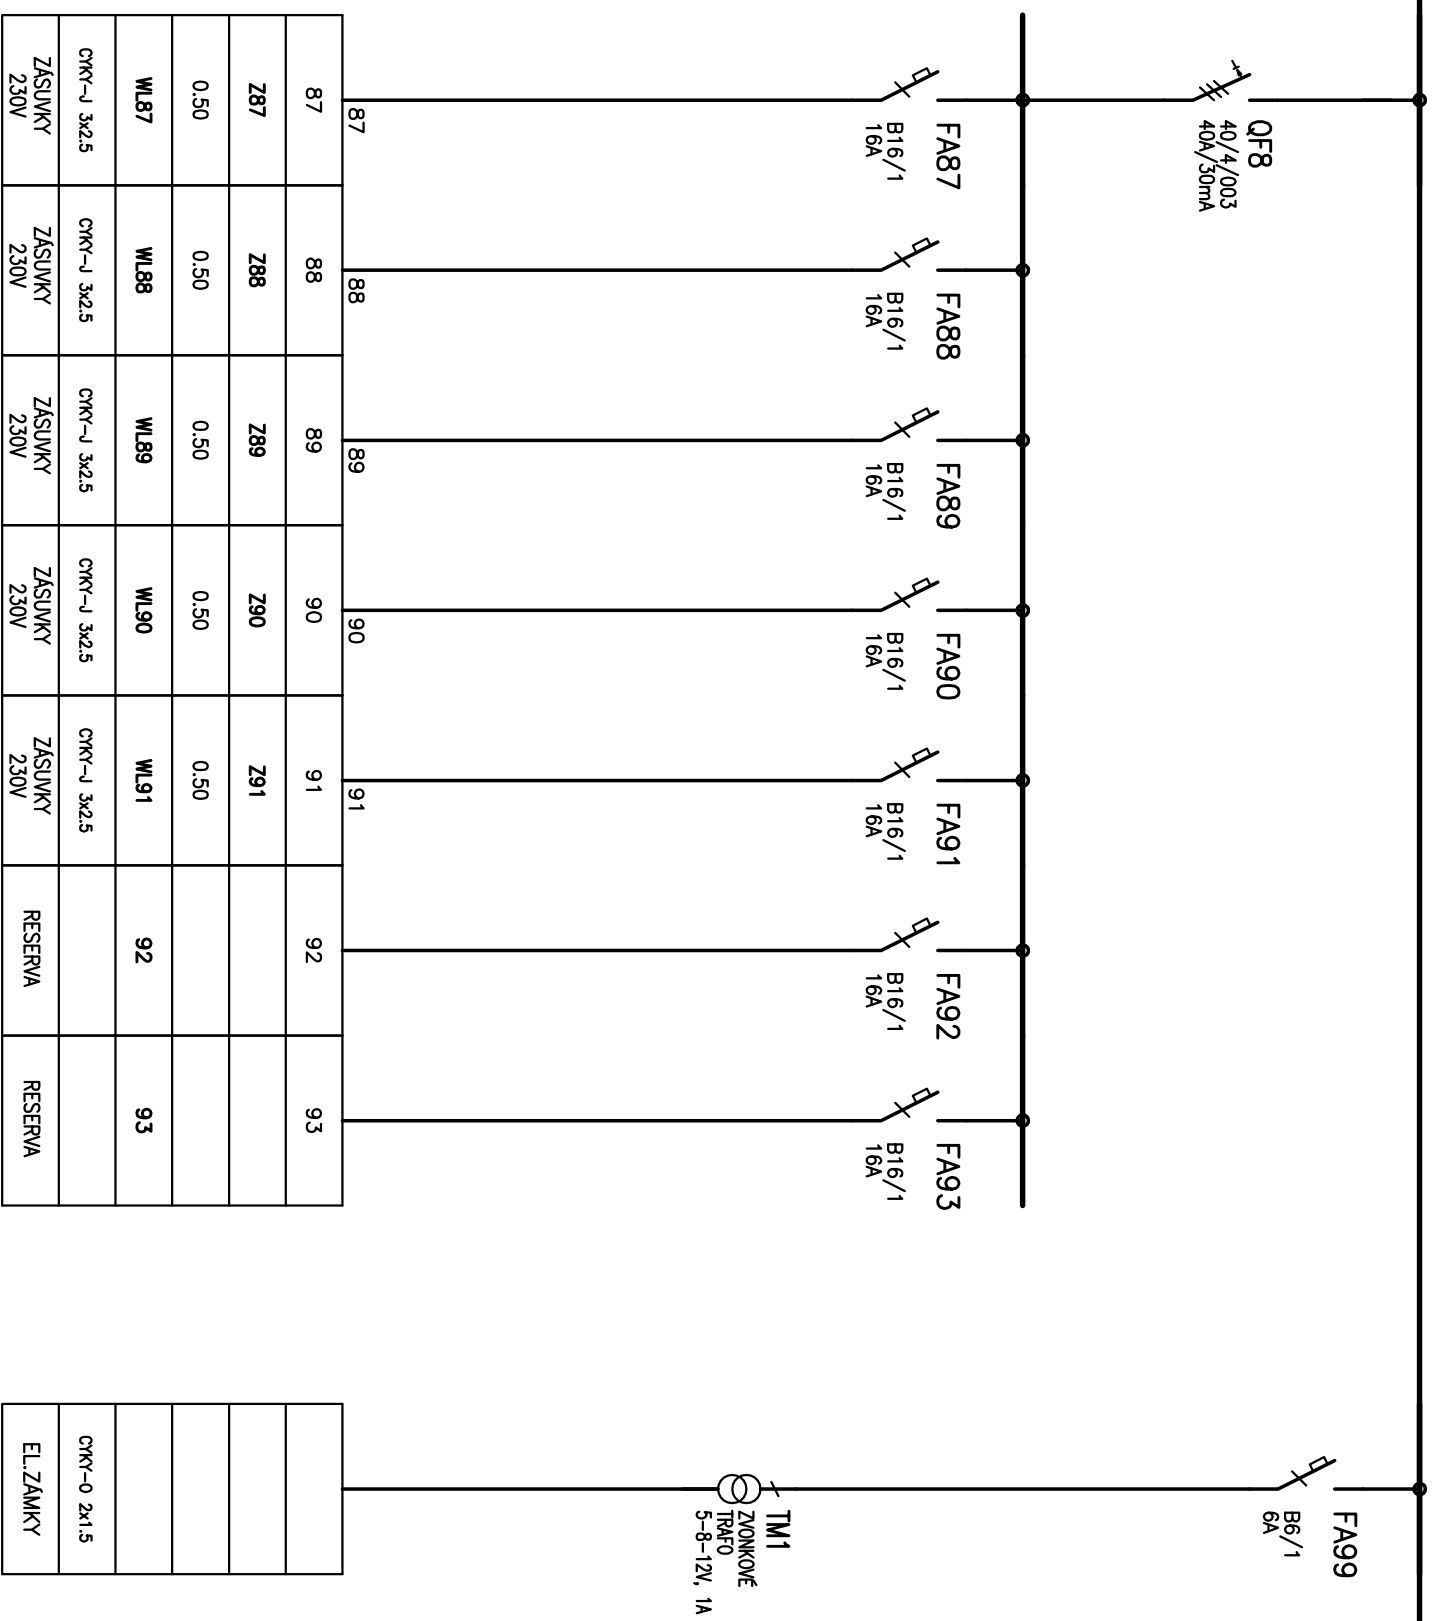 QF8
40/4/003
40A/30mA
FA87
B16/1
16A
FA88
B16/1
16A
FA89
B16/1
16A
FA90
B16/1
16A
FA91
B16/1
16A
FA92
B16/1
16A
FA93
B16/1
16A
FA99
B6/1
6A
TM1
ZVONKOVÉ
TRAFO
5-8-12V, 1A
87
88
89
90
91
87
88
89
90
91
92
93
Z87
Z88
Z89
Z90
Z91
0.50
0.50
0.50
0.50
0.50
WL87
WL88
WL89
WL90
WL91
92
93
CYKY-J 3x2.5
CYKY-J 3x2.5
CYKY-J 3x2.5
CYKY-J 3x2.5
CYKY-J 3x2.5
CYKY-O 2x1.5
ZÁSUVKY
230V
ZÁSUVKY
230V
ZÁSUVKY
230V
ZÁSUVKY
230V
ZÁSUVKY
230V
RESERVA
RESERVA
EL.ZÁMKY